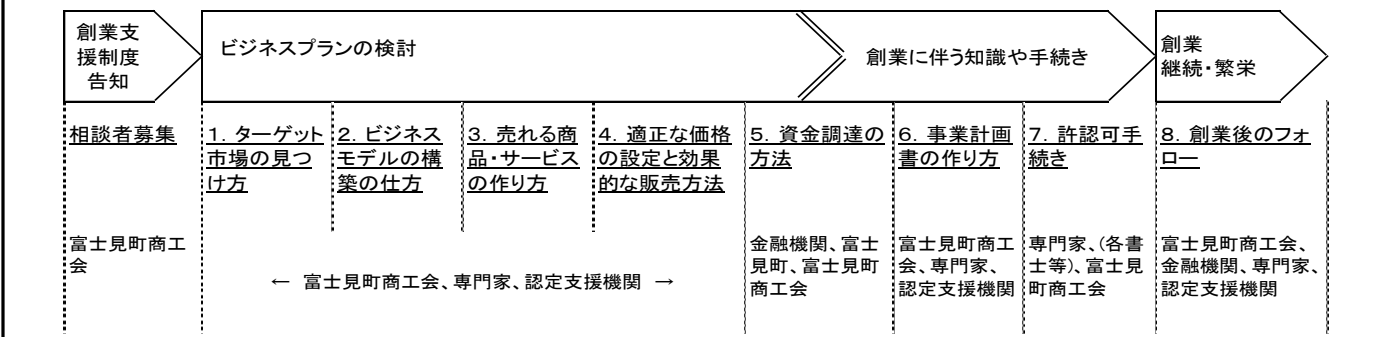 創業支
援制度
告知
ビジネスプランの検討
創業に伴う知識や手続き
創業
継続・繁栄
相談者募集
1．ターゲット
市場の見つ
け方
2．ビジネス
モデルの構
築の仕方
3．売れる商
品・サービス
の作り方
4．適正な価格
の設定と効果
的な販売方法
5．資金調達の
方法
6．事業計画
書の作り方
7．許認可手
続き
8．創業後のフォ
ロー
富士見町商工
会
← 富士見町商工会、専門家、認定支援機関 →
金融機関、富士
見町、富士見町
商工会
富士見町商工
会、専門家、
認定支援機関
専門家、(各書
士等)、富士見
町商工会
富士見町商工会、
金融機関、専門家、
認定支援機関